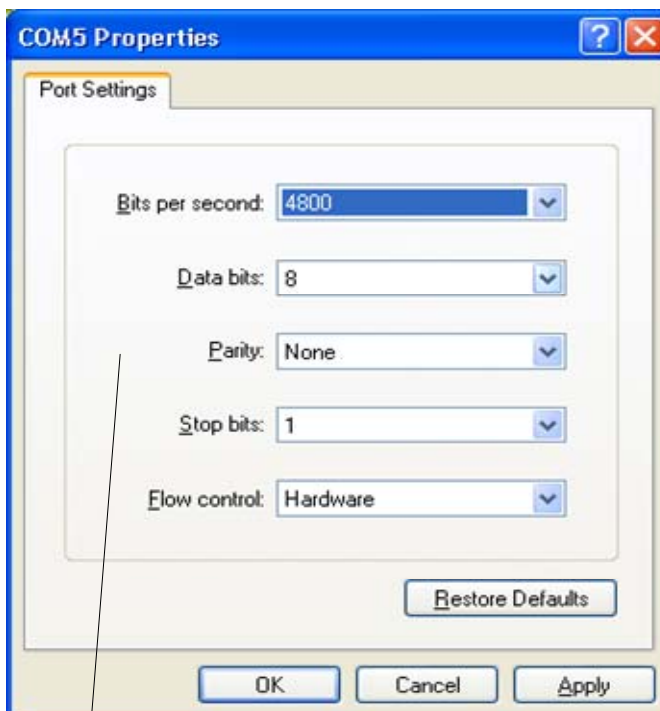 COM5 Properties
Port Settings
Bits per second: 4800
Data bits: 8
Parity: None
Stop bits: 1
Flow control: Hardware
Restore Defaults
OK Cancel Apply